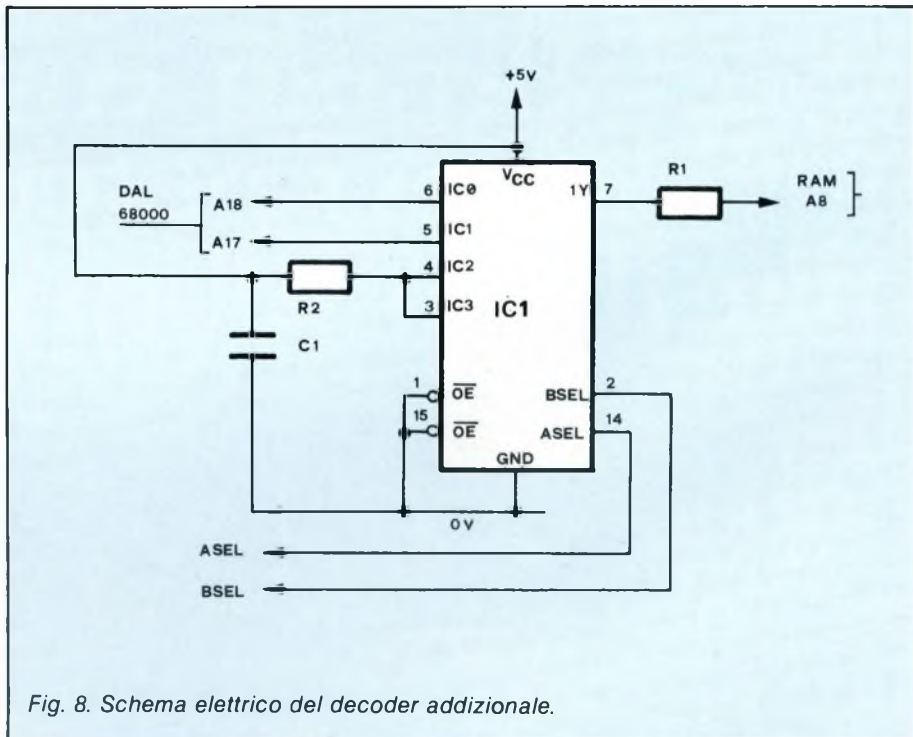 +5V
VCC
DAL
68000
A18
A17
6 IC0
5 IC1
4 IC2
3 IC3
1Y 7
R1
RAM
A8
R2
C1
IC1
1 OE
15 OE
BSEL 2
ASEL 14
GND
0V
ASEL
BSEL
Fig. 8. Schema elettrico del decoder addizionale.